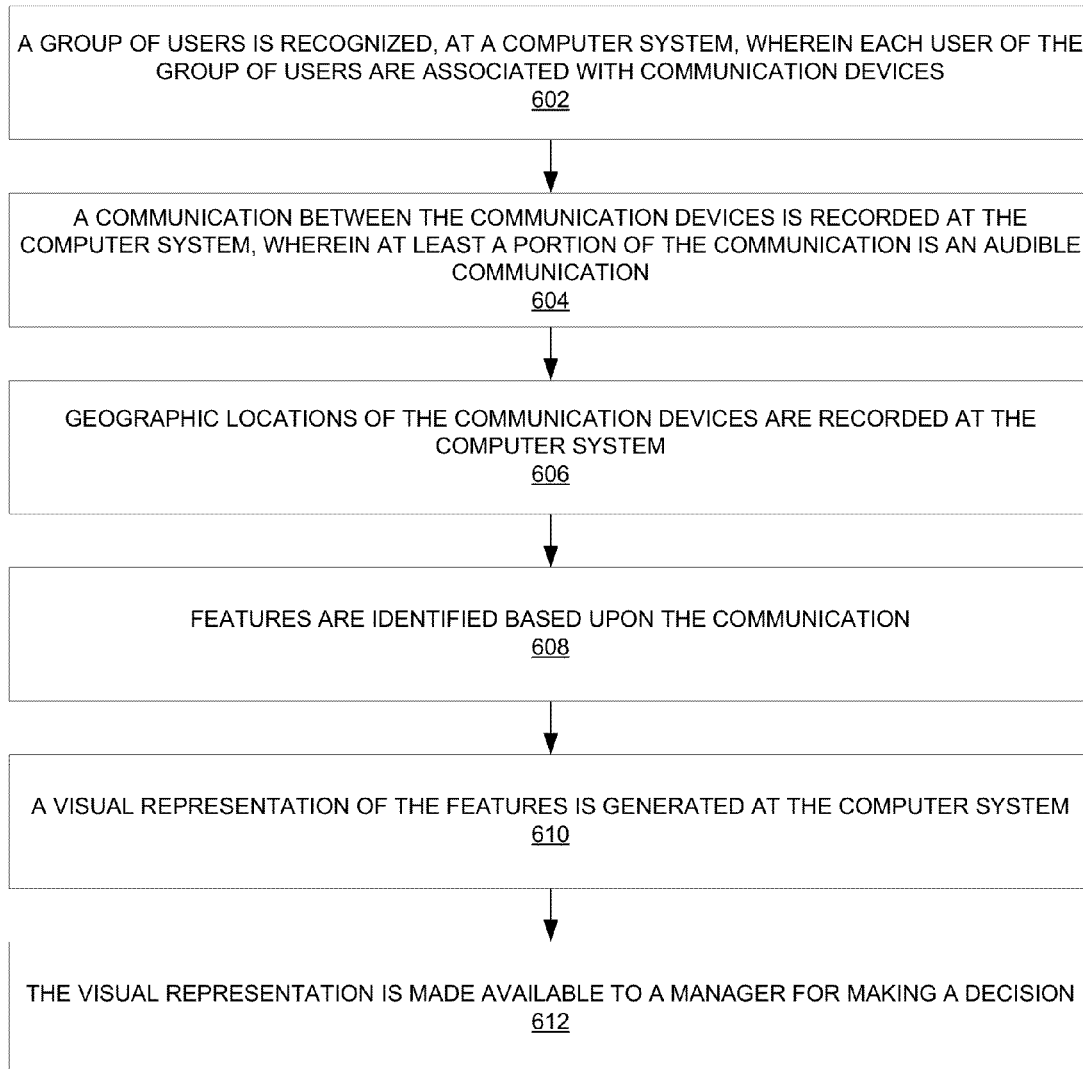 A GROUP OF USERS IS RECOGNIZED, AT A COMPUTER SYSTEM, WHEREIN EACH USER OF THE
GROUP OF USERS ARE ASSOCIATED WITH COMMUNICATION DEVICES
602
A COMMUNICATION BETWEEN THE COMMUNICATION DEVICES IS RECORDED AT THE
COMPUTER SYSTEM, WHEREIN AT LEAST A PORTION OF THE COMMUNICATION IS AN AUDIBLE
COMMUNICATION
604
GEOGRAPHIC LOCATIONS OF THE COMMUNICATION DEVICES ARE RECORDED AT THE
COMPUTER SYSTEM
606
FEATURES ARE IDENTIFIED BASED UPON THE COMMUNICATION
608
A VISUAL REPRESENTATION OF THE FEATURES IS GENERATED AT THE COMPUTER SYSTEM
610
THE VISUAL REPRESENTATION IS MADE AVAILABLE TO A MANAGER FOR MAKING A DECISION
612